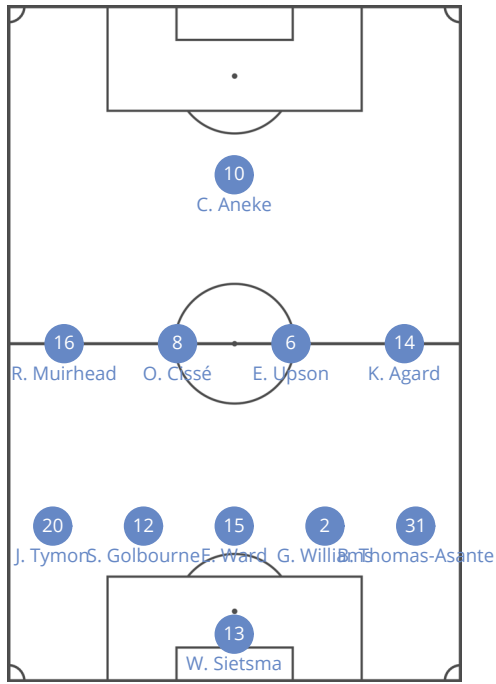 10
C. Aneke
16 8 6 14
R. Muirhead O. Cissé E. Upson K. Agard
20 12 15 2 31
J. Tymon S. Golbourne E. Ward G. Williams B. Thomas-Asante
13
W. Sietsma